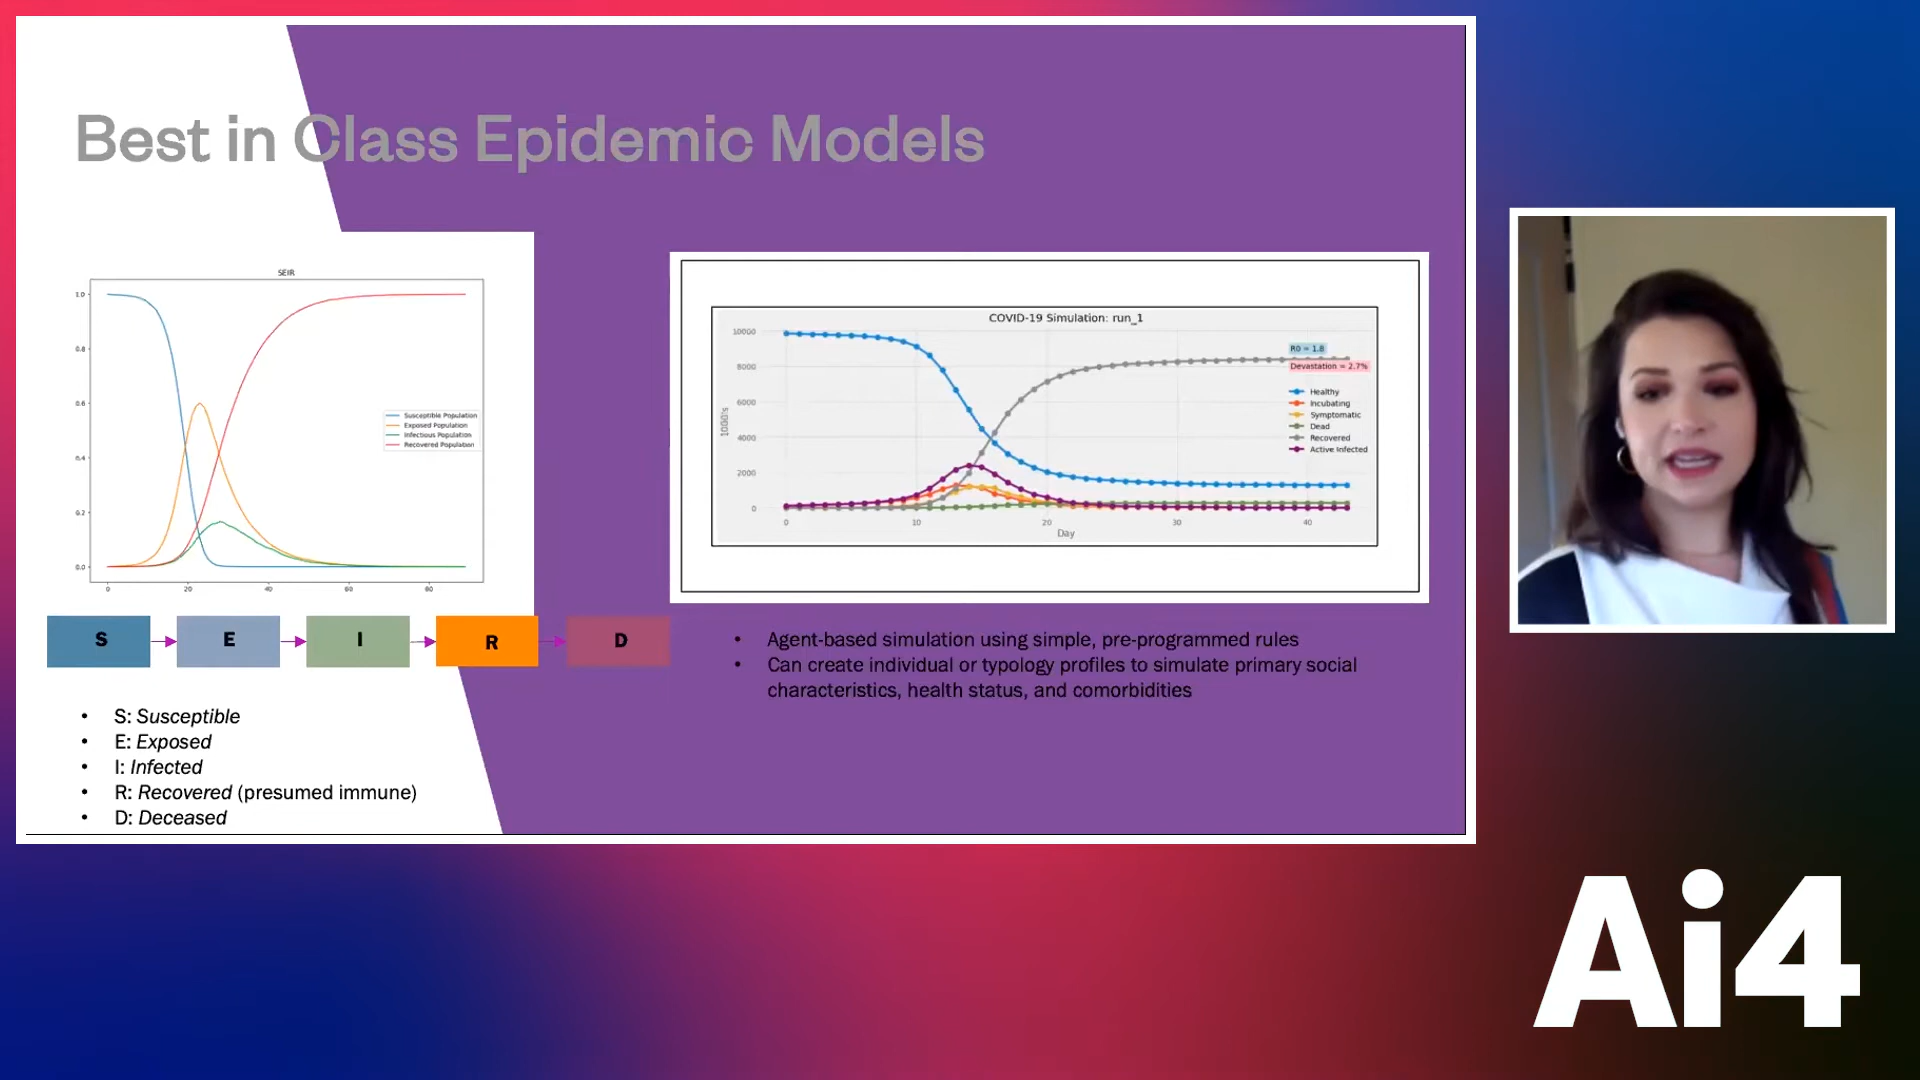 Best in Class Epidemic Models
SEIR
1.0
0.8
0.6
0.4
0.2
0.0
0 20 40 60 80
Susceptible Population
Exposed Population
Infectious Population
Recovered Population
S E I R D
• S: Susceptible
• E: Exposed
• I: Infected
• R: Recovered (presumed immune)
• D: Deceased
COVID-19 Simulation: run_1
1000's
10000
8000
6000
4000
2000
0
0 10 20 30 40
Day
R0 = 1.8
Devastation = 2.7%
Healthy
Incubating
Symptomatic
Dead
Recovered
Active Infected
• Agent-based simulation using simple, pre-programmed rules
• Can create individual or typology profiles to simulate primary social
characteristics, health status, and comorbidities
Ai4